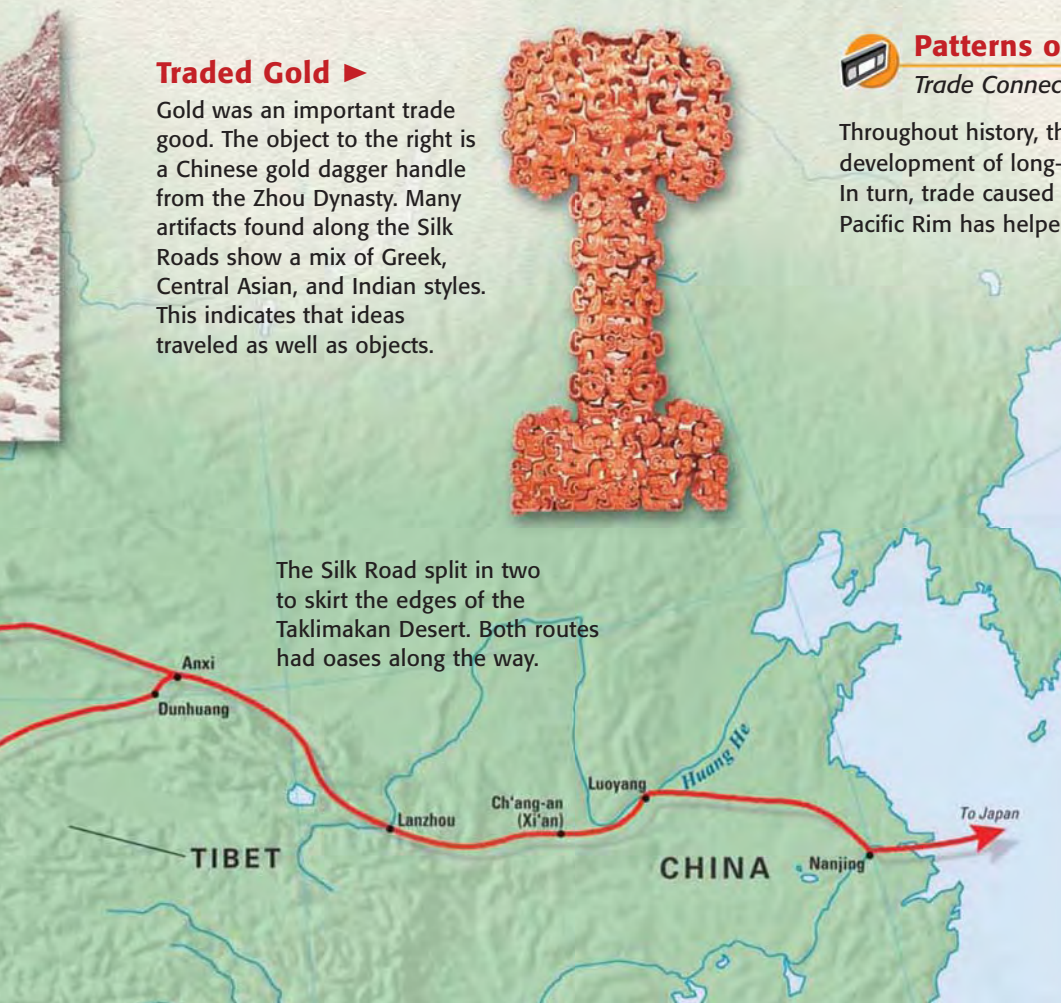 Traded Gold ►
Gold was an important trade
good. The object to the right is
a Chinese gold dagger handle
from the Zhou Dynasty. Many
artifacts found along the Silk
Roads show a mix of Greek,
Central Asian, and Indian styles.
This indicates that ideas
traveled as well as objects.
Patterns o
Trade Connec
Throughout history, th
development of long-
In turn, trade caused
Pacific Rim has helpe
The Silk Road split in two
to skirt the edges of the
Taklimakan Desert. Both routes
had oases along the way.
Anxi
Dunhuang
Lanzhou
Ch'ang-an
(Xi'an)
Luoyang
Huang He
To Japan
TIBET
CHINA
Nanjing